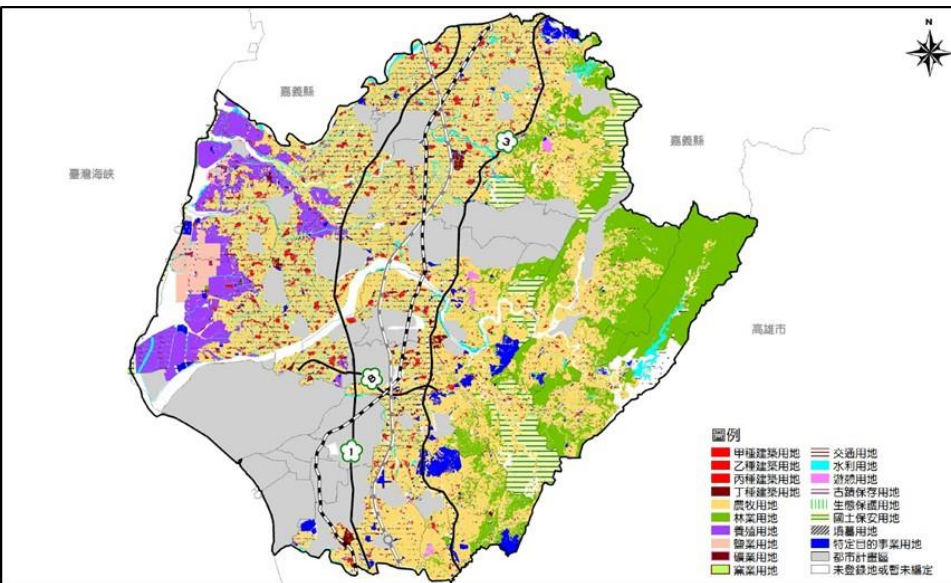 N
嘉義縣
嘉義縣
臺灣海峽
高雄市
3
8
1
圖例
甲種建築用地
乙種建築用地
丙種建築用地
丁種建築用地
農牧用地
林業用地
養殖用地
鹽業用地
礦業用地
窯業用地
交通用地
水利用地
遊憩用地
古蹟保存用地
生態保護用地
國土保安用地
墳墓用地
特定目的事業用地
都市計畫區
未登錄地或暫未編定